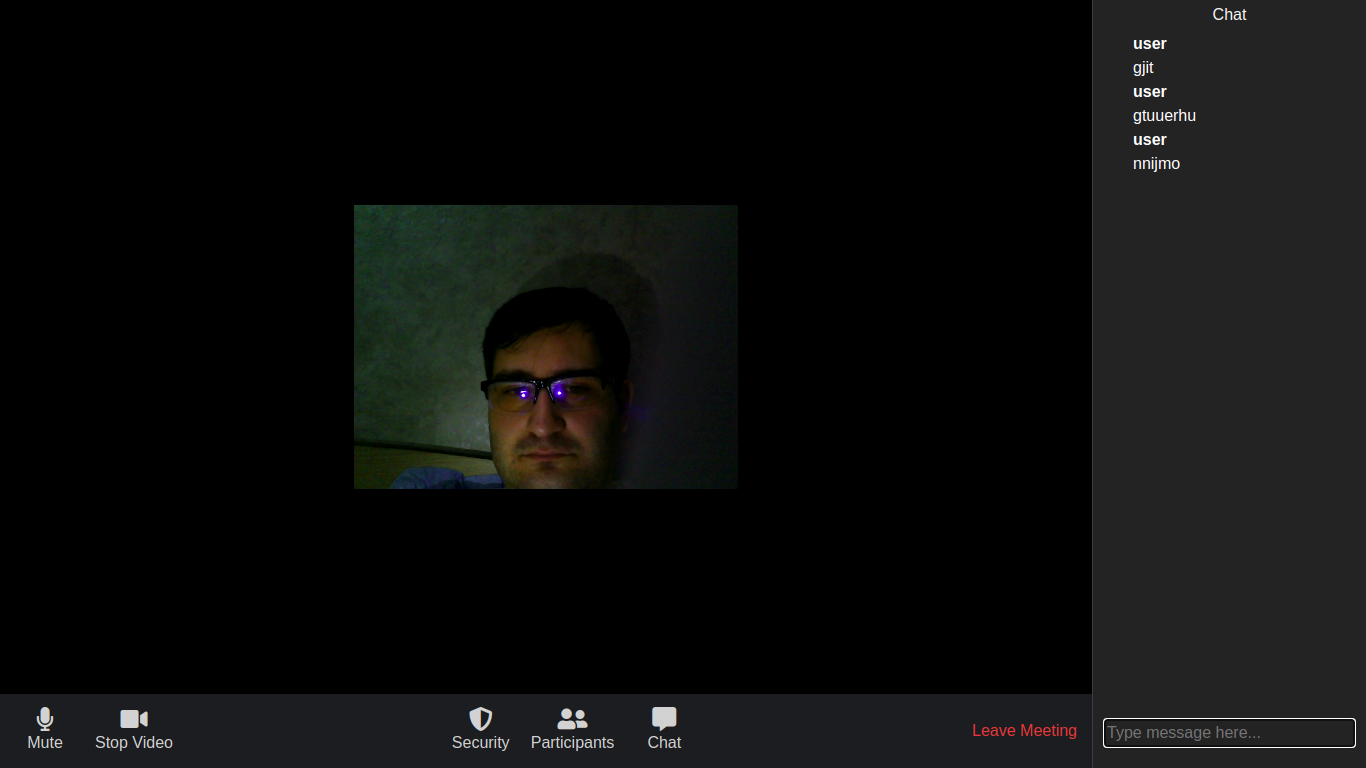 Chat
user
gjit
user
gtuuerhu
user
nnijmo
Type message here...
Mute
Stop Video
Security
Participants
Chat
Leave Meeting